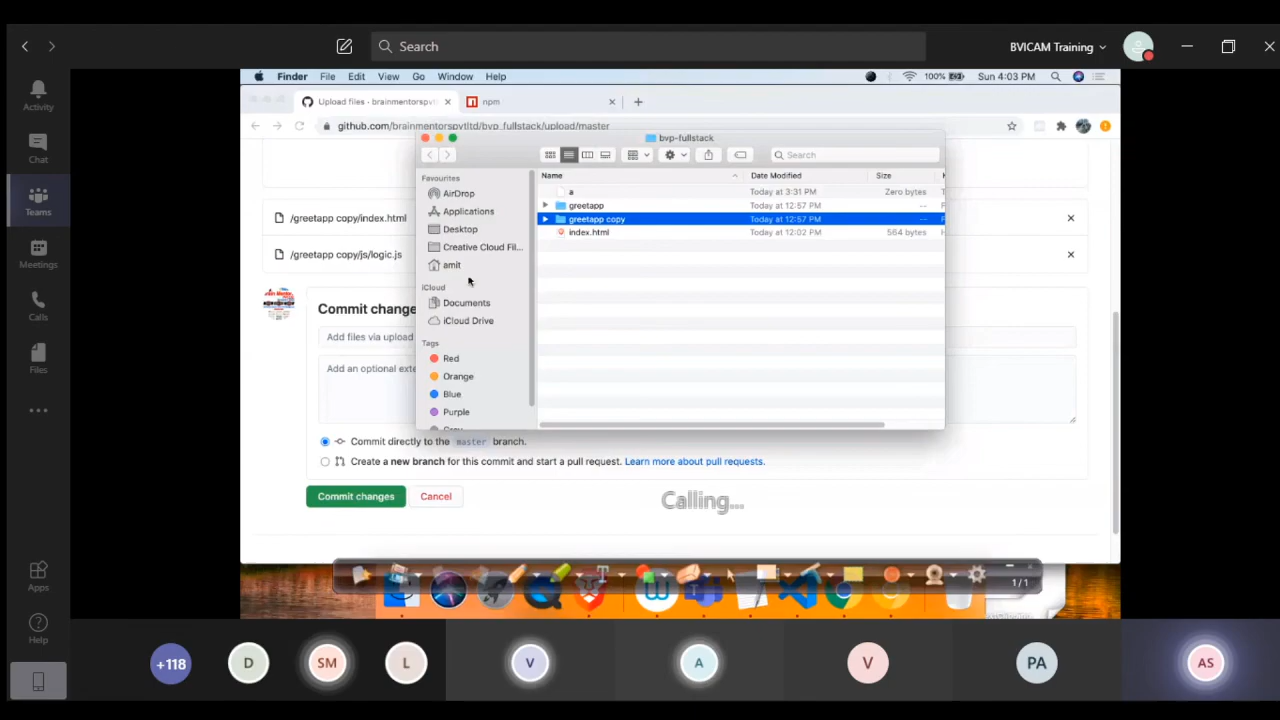 Search
BVICAM Training
Activity
Chat
Teams
Meetings
Calls
Files
Apps
Help
Finder File Edit View Go Window Help
100% Sun 4:03 PM
Upload files · brainmentorspvt
npm
github.com/brainmentorspvtltd/bvp_fullstack/upload/master
/greetapp copy/index.html
/greetapp copy/js/logic.js
Commit change
Add files via upload
Add an optional exte
Commit directly to the master branch.
Create a new branch for this commit and start a pull request. Learn more about pull requests.
Commit changes
Cancel
bvp-fullstack
Search
Favourites
AirDrop
Applications
Desktop
Creative Cloud Fil...
amit
iCloud
Documents
iCloud Drive
Tags
Red
Orange
Blue
Purple
Name Date Modified Size
a Today at 3:31 PM Zero bytes
greetapp Today at 12:57 PM --
greetapp copy Today at 12:57 PM --
index.html Today at 12:02 PM 564 bytes
Calling...
1/1
+118
D
SM
L
V
A
V
PA
AS